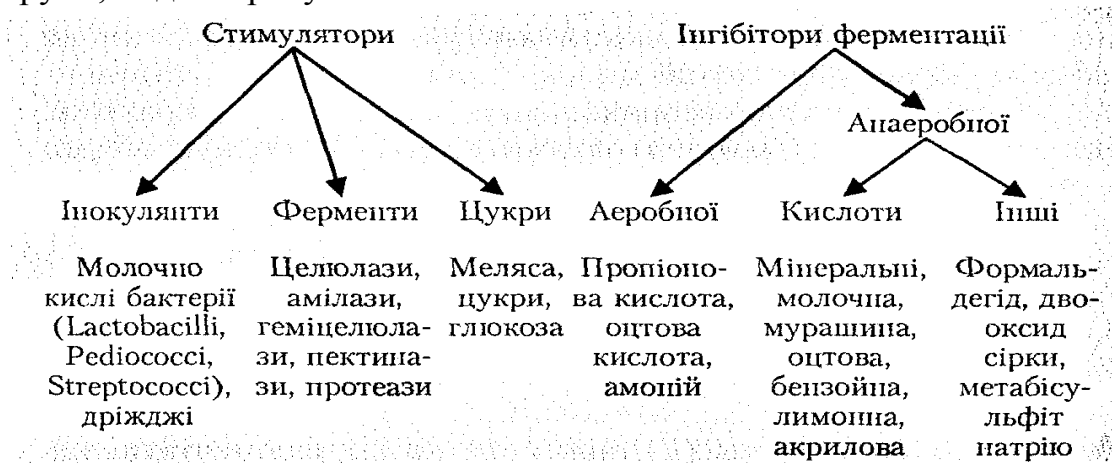 Стимулятори
Інгібітори ферментації
Анаеробної
Інокулянти
Ферменти
Цукри
Аеробної
Кислоти
Інші
Молочно
кислі бактерії
(Lactobacilli,
Pediococci,
Streptococci),
дріжджі
Целюлази,
амілази,
геміцелюла-
зи, пектина-
зи, протеази
Меляса,
цукри,
глюкоза
Пропіоно-
ва кислота,
оцтова
кислота,
амоній
Мінеральні,
молочна,
мурашина,
оцтова,
бензойна,
лимонна,
акрилова
Формаль-
дегід, дво-
оксид
сірки,
метабісу-
льфіт
натрію